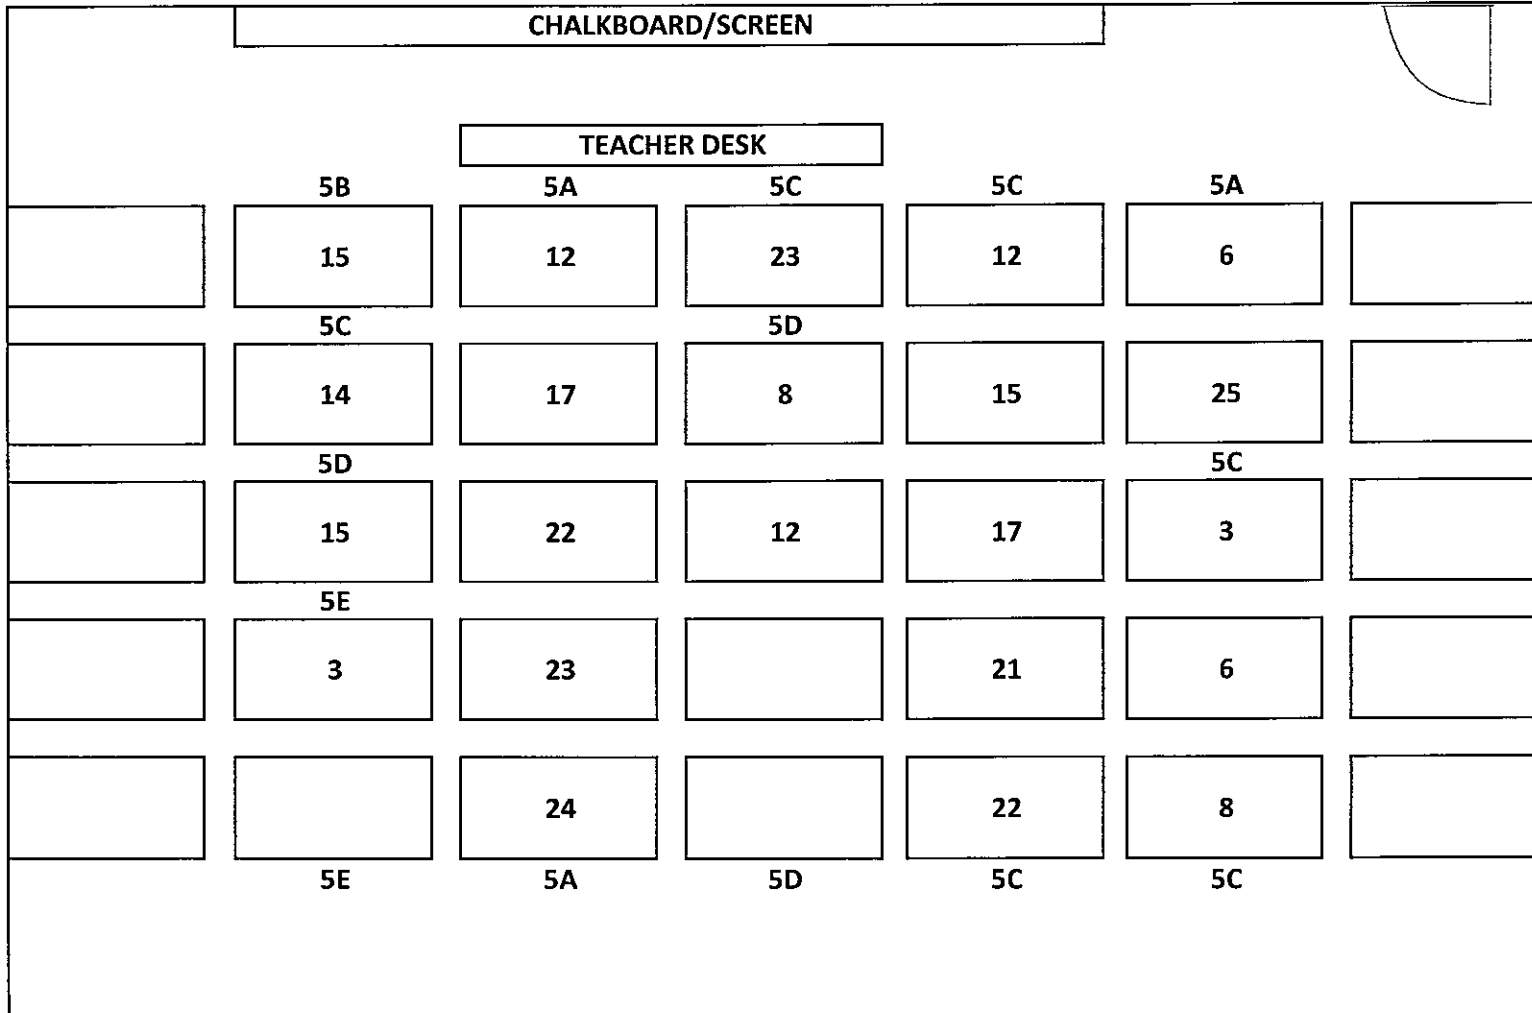 CHALKBOARD/SCREEN
TEACHER DESK
5B 5A 5C 5C 5A
15 12 23 12 6
5C 5D
14 17 8 15 25
5D 5C
15 22 12 17 3
5E
3 23 21 6
24 22 8
5E 5A 5D 5C 5C